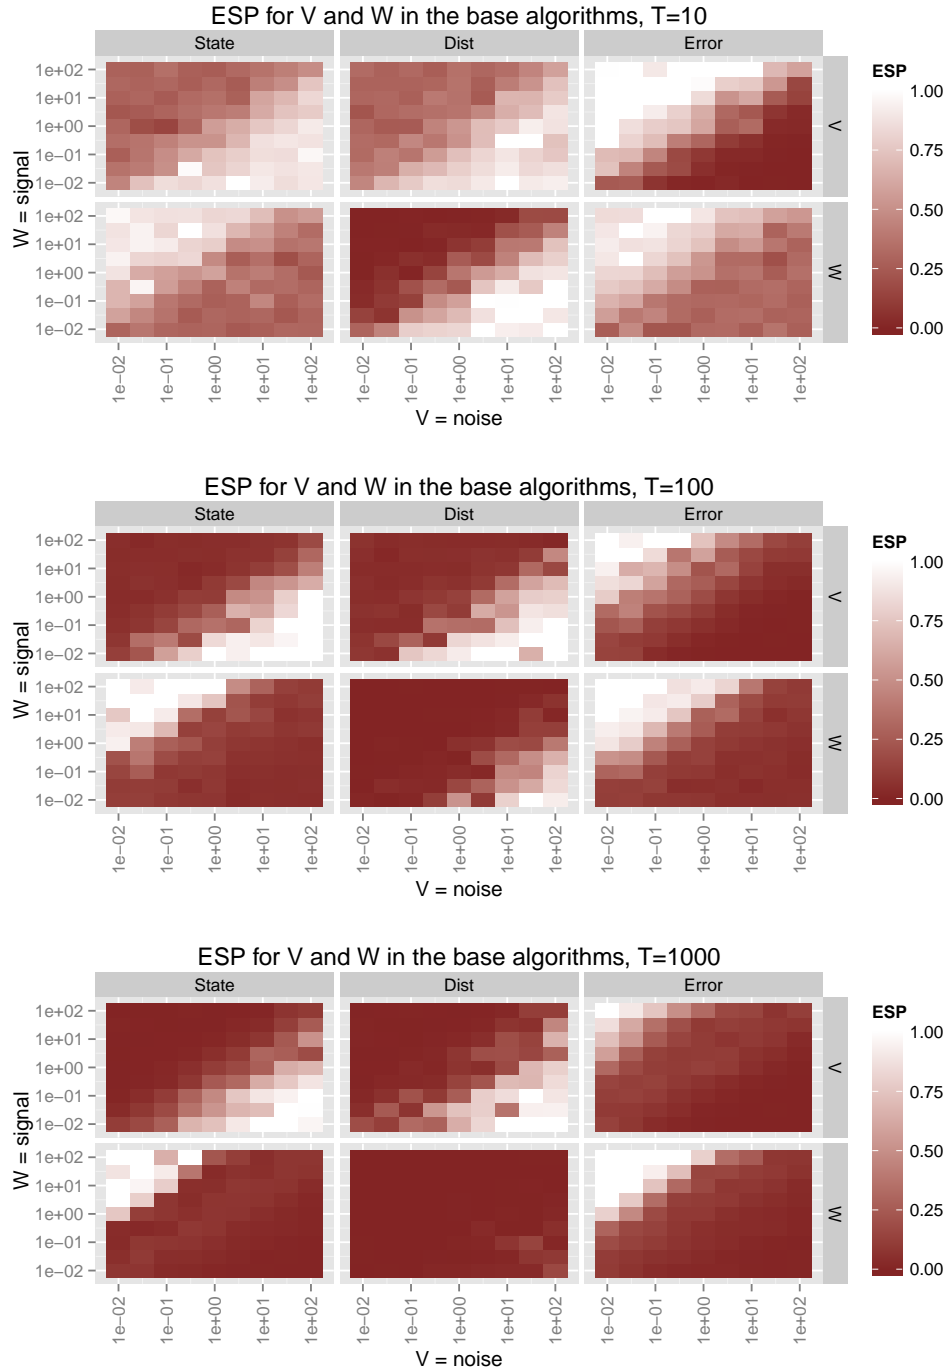 ESP for V and W in the base algorithms, T=10
State Dist Error
1e+02
1e+01
1e+00
1e−01
1e−02
V
1e+02
1e+01
1e+00
1e−01
1e−02
W
W = signal
1e−02 1e−01 1e+00 1e+01 1e+02 1e−02 1e−01 1e+00 1e+01 1e+02 1e−02 1e−01 1e+00 1e+01 1e+02
V = noise
ESP
1.00
0.75
0.50
0.25
0.00
ESP for V and W in the base algorithms, T=100
State Dist Error
1e+02
1e+01
1e+00
1e−01
1e−02
V
1e+02
1e+01
1e+00
1e−01
1e−02
W
W = signal
1e−02 1e−01 1e+00 1e+01 1e+02 1e−02 1e−01 1e+00 1e+01 1e+02 1e−02 1e−01 1e+00 1e+01 1e+02
V = noise
ESP
1.00
0.75
0.50
0.25
0.00
ESP for V and W in the base algorithms, T=1000
State Dist Error
1e+02
1e+01
1e+00
1e−01
1e−02
V
1e+02
1e+01
1e+00
1e−01
1e−02
W
W = signal
1e−02 1e−01 1e+00 1e+01 1e+02 1e−02 1e−01 1e+00 1e+01 1e+02 1e−02 1e−01 1e+00 1e+01 1e+02
V = noise
ESP
1.00
0.75
0.50
0.25
0.00